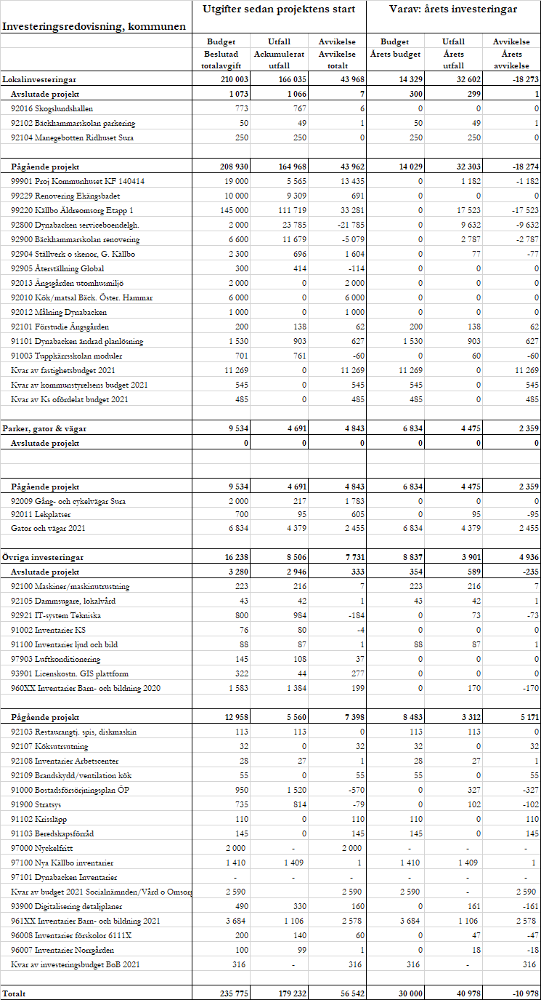 Utgifter sedan projektens start Varav: årets investeringar
Investeringsredovisning, kommunen
Budget Utfall Avvikelse Budget Utfall Avvikelse
Beslutad Ackumulerat Avvikelse Årets budget Årets Årets
totalavgift utfall totalt utfall avvikelse
Lokalinvesteringar 210 003 166 035 43 968 14 329 32 602 -18 273
Avslutade projekt 1 073 1 066 7 300 299 1
92016 Skogslundshallen 773 767 6 0 0 0
92102 Bäckhammarskolan parkering 50 49 1 50 49 1
92104 Manegebotten Ridhuset Sura 250 250 0 250 250 0
Pågående projekt 208 930 164 968 43 962 14 029 32 303 -18 274
99901 Proj Kommunhuset KF 140414 19 000 5 565 13 435 0 1 182 -1 182
99229 Renovering Ekängsbadet 10 000 9 309 691 0 0 0
99220 Källbo Äldreomsorg Etapp 1 145 000 111 719 33 281 0 17 523 -17 523
92800 Dynabacken serviceboendelgh. 2 000 23 785 -21 785 0 9 632 -9 632
92900 Bäckhammarskolan renovering 6 600 11 679 -5 079 0 2 787 -2 787
92904 Ställverk o skenor, G. Källbo 2 300 696 1 604 0 77 -77
92905 Återställning Global 300 414 -114 0 0 0
92013 Ängsgården utomhusmiljö 2 000 0 2 000 0 0 0
92010 Kök/matsal Bäck. Öster. Hammar 6 000 0 6 000 0 0 0
92012 Målning Dynabacken 1 000 0 1 000 0 0 0
92101 Förstudie Ängsgården 200 138 62 200 138 62
91101 Dynabacken ändrad planlösning 1 530 903 627 1 530 903 627
91003 Tuppkärrsskolan moduler 701 761 -60 0 60 -60
Kvar av fastighetsbudget 2021 11 269 0 11 269 11 269 0 11 269
Kvar av kommunstyrelsens budget 2021 545 0 545 545 0 545
Kvar av Ks ofördelat budget 2021 485 0 485 485 0 485
Parker, gator & vägar 9 534 4 691 4 843 6 834 4 475 2 359
Avslutade projekt 0 0 0 0 0 0
Pågående projekt 9 534 4 691 4 843 6 834 4 475 2 359
92009 Gång- och cykelvägar Sura 2 000 217 1 783 0 0 0
92011 Lekplatser 700 95 605 0 95 -95
Gator och vägar 2021 6 834 4 379 2 455 6 834 4 379 2 455
Övriga investeringar 16 238 8 506 7 731 8 837 3 901 4 936
Avslutade projekt 3 280 2 946 333 354 589 -235
92100 Maskiner/maskinutrustning 223 216 7 223 216 7
92105 Dammsugare, lokalvård 43 42 1 43 42 1
92921 IT-system Tekniska 800 984 -184 0 73 -73
91002 Inventarier KS 76 80 -4 0 0 0
91100 Inventarier ljud och bild 88 87 1 88 87 1
97903 Luftkonditionering 145 108 37 0 0 0
93901 Licenskostn. GIS plattform 322 44 277 0 0 0
960XX Inventarier Barn- och bildning 2020 1 583 1 384 199 0 170 -170
Pågående projekt 12 958 5 560 7 398 8 483 3 312 5 171
92103 Restaurangtj. spis, diskmaskin 113 113 0 113 113 0
92107 Köksutrsutning 32 0 32 32 0 32
92108 Inventarier Arbetscenter 28 27 1 28 27 1
92109 Brandskydd/ventilation kök 55 0 55 55 0 55
91000 Bostadsförsörjningsplan ÖP 950 1 520 -570 0 327 -327
91900 Stratsys 735 814 -79 0 102 -102
91102 Krissläpp 110 0 110 110 0 110
91103 Beredskapsförråd 145 0 145 145 0 145
97000 Nyckelfritt 2 000 - 2 000 - - -
97100 Nya Källbo inventarier 1 410 1 409 1 1 410 1 409 1
97101 Dynabacken Inventarier - - - - - -
Kvar av budget 2021 Socialnämnden/Vård o Omsorg 2 590 2 590 2 590 - 2 590
93900 Digitalisering detaljplaner 490 330 160 0 161 -161
961XX Inventarier Barn- och bildning 2021 3 684 1 106 2 578 3 684 1 106 2 578
96008 Inventarier förskolor 6111X 200 140 60 0 47 -47
96007 Inventarier Norrgården 100 99 1 0 18 -18
Kvar av investeringsbudget BoB 2021 316 - 316 316 - 316
Totalt 235 775 179 232 56 542 30 000 40 978 -10 978